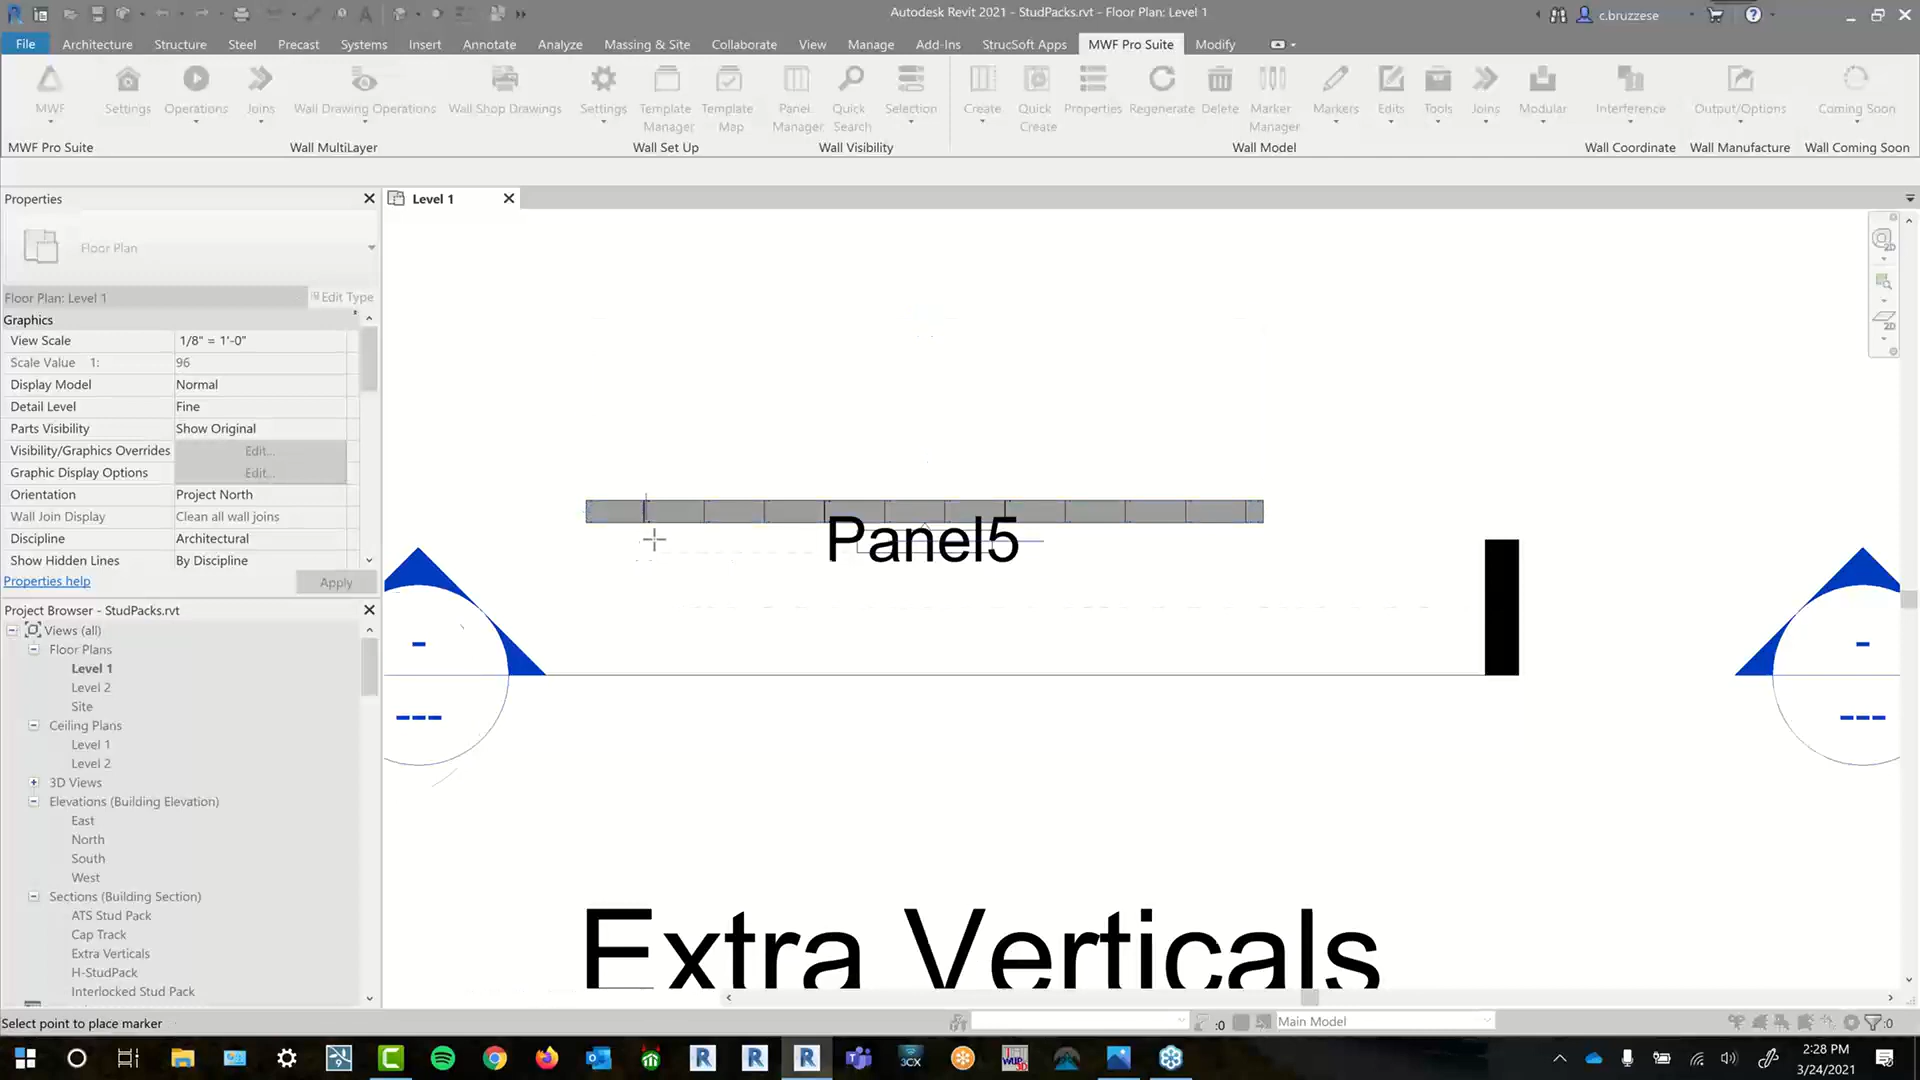 Autodesk Revit 2021 - StudPacks.rvt - Floor Plan: Level 1
c.bruzzese
File Architecture Structure Steel Precast Systems Insert Annotate Analyze Massing & Site Collaborate View Manage Add-Ins StrucSoft Apps MWF Pro Suite Modify
MWF Settings Operations Joins Wall Drawing Operations Wall Shop Drawings Settings Template Manager Template Map Panel Manager Quick Search Selection Create Quick Create Properties Regenerate Delete Marker Manager Markers Edits Tools Joins Modular Interference Output/Options Coming Soon
MWF Pro Suite Wall MultiLayer Wall Set Up Wall Visibility Wall Model Wall Coordinate Wall Manufacture Wall Coming Soon
Properties
Level 1
Floor Plan
Floor Plan: Level 1 Edit Type
Graphics
View Scale 1/8" = 1'-0"
Scale Value 1: 96
Display Model Normal
Detail Level Fine
Parts Visibility Show Original
Visibility/Graphics Overrides Edit...
Graphic Display Options Edit...
Orientation Project North
Wall Join Display Clean all wall joins
Discipline Architectural
Show Hidden Lines By Discipline
Properties help Apply
Project Browser - StudPacks.rvt
Views (all)
Floor Plans
Level 1
Level 2
Site
Ceiling Plans
Level 1
Level 2
3D Views
Elevations (Building Elevation)
East
North
South
West
Sections (Building Section)
ATS Stud Pack
Cap Track
Extra Verticals
H-StudPack
Interlocked Stud Pack
Panel5
-
---
-
---
Extra Verticals
2D
2D
Select point to place marker
:0
Main Model
:0
3CX
2:28 PM
3/24/2021